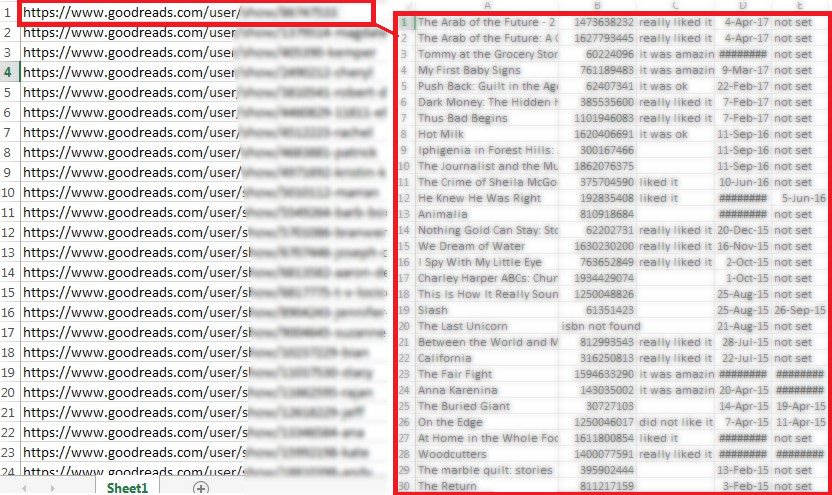 1 https://www.goodreads.com/user/
2 https://www.goodreads.com/user/
3 https://www.goodreads.com/user/
4 https://www.goodreads.com/user/
5 https://www.goodreads.com/user/
6 https://www.goodreads.com/user/
7 https://www.goodreads.com/user/
8 https://www.goodreads.com/user/
9 https://www.goodreads.com/user/
10 https://www.goodreads.com/user/s
11 https://www.goodreads.com/user/s
12 https://www.goodreads.com/user/s
13 https://www.goodreads.com/user/s
14 https://www.goodreads.com/user/s
15 https://www.goodreads.com/user/s
16 https://www.goodreads.com/user/s
17 https://www.goodreads.com/user/s
18 https://www.goodreads.com/user/s
19 https://www.goodreads.com/user/s
20 https://www.goodreads.com/user/s
21 https://www.goodreads.com/user/s
22 https://www.goodreads.com/user/s
23 https://www.goodreads.com/user/s
24 https://www.goodreads.com/user/s
Sheet1
A B C D E
1 The Arab of the Future - 2 1473638232 really liked it 4-Apr-17 not set
2 The Arab of the Future: A G 1627793445 really liked it 4-Apr-17 not set
3 Tommy at the Grocery Stor 60224096 it was amazin ######## not set
4 My First Baby Signs 761189483 it was amazin 9-Mar-17 not set
5 Push Back: Guilt in the Age 62407341 it was ok 22-Feb-17 not set
6 Dark Money: The Hidden H 385535600 really liked it 7-Feb-17 not set
7 Thus Bad Begins 1101946083 really liked it 7-Feb-17 not set
8 Hot Milk 1620406691 it was ok 11-Sep-16 not set
9 Iphigenia in Forest Hills: 300167466 11-Sep-16 not set
10 The Journalist and the Mu 1862076375 11-Sep-16 not set
11 The Crime of Sheila McGo 375704590 liked it 10-Jun-16 not set
12 He Knew He Was Right 192835408 liked it ######## 5-Jun-16
13 Animalia 810918684 ######## not set
14 Nothing Gold Can Stay: Sto 62202731 really liked it 20-Dec-15 not set
15 We Dream of Water 1630230200 really liked it 16-Nov-15 not set
16 I Spy With My Little Eye 763652849 really liked it 2-Oct-15 not set
17 Charley Harper ABCs: Chun 1934429074 1-Oct-15 not set
18 This Is How It Really Soun 1250048826 25-Aug-15 not set
19 Slash 61351423 25-Aug-15 26-Sep-15
20 The Last Unicorn isbn not found 21-Aug-15 not set
21 Between the World and M 812993543 really liked it 28-Jul-15 not set
22 California 316250813 really liked it 22-Jul-15 not set
23 The Fair Fight 1594633290 it was amazin ######## ########
24 Anna Karenina 143035002 it was amazin 20-Apr-15 ########
25 The Buried Giant 30727103 14-Apr-15 19-Apr-15
26 On the Edge 1250046017 did not like it 7-Apr-15 11-Apr-15
27 At Home in the Whole Foo 1611800854 liked it ######## not set
28 Woodcutters 1400077591 really liked it ######## ########
29 The marble quilt: stories 395902444 13-Feb-15 not set
30 The Return 811217159 3-Feb-15 not set